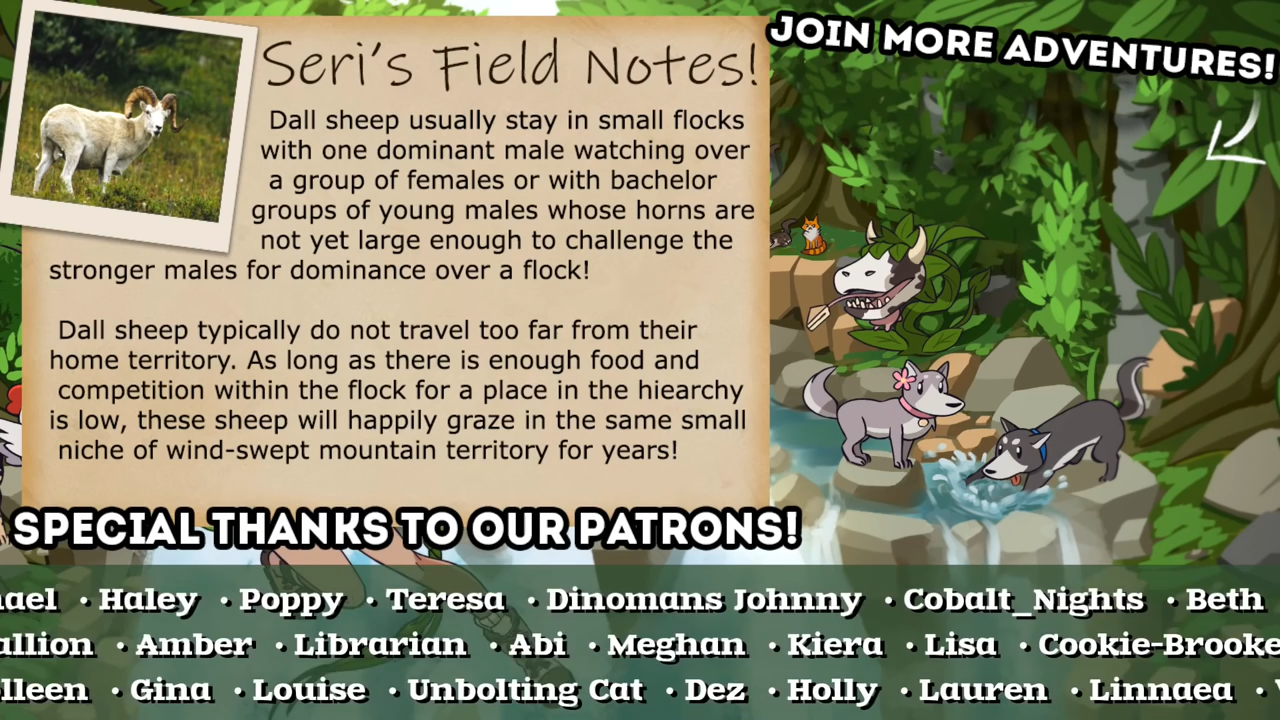 Seri's Field Notes!
JOIN MORE ADVENTURES!
Dall sheep usually stay in small flocks
with one dominant male watching over
a group of females or with bachelor
groups of young males whose horns are
not yet large enough to challenge the
stronger males for dominance over a flock!
Dall sheep typically do not travel too far from their
home territory. As long as there is enough food and
competition within the flock for a place in the hiearchy
is low, these sheep will happily graze in the same small
niche of wind-swept mountain territory for years!
SPECIAL THANKS TO OUR PATRONS!
• Haley • Poppy • Teresa • Dinomans Johnny • Cobalt_Nights • Beth
• Amber • Librarian • Abi • Meghan • Kiera • Lisa • Cookie-Brooke
• Gina • Louise • Unbolting Cat • Dez • Holly • Lauren • Linnaea •